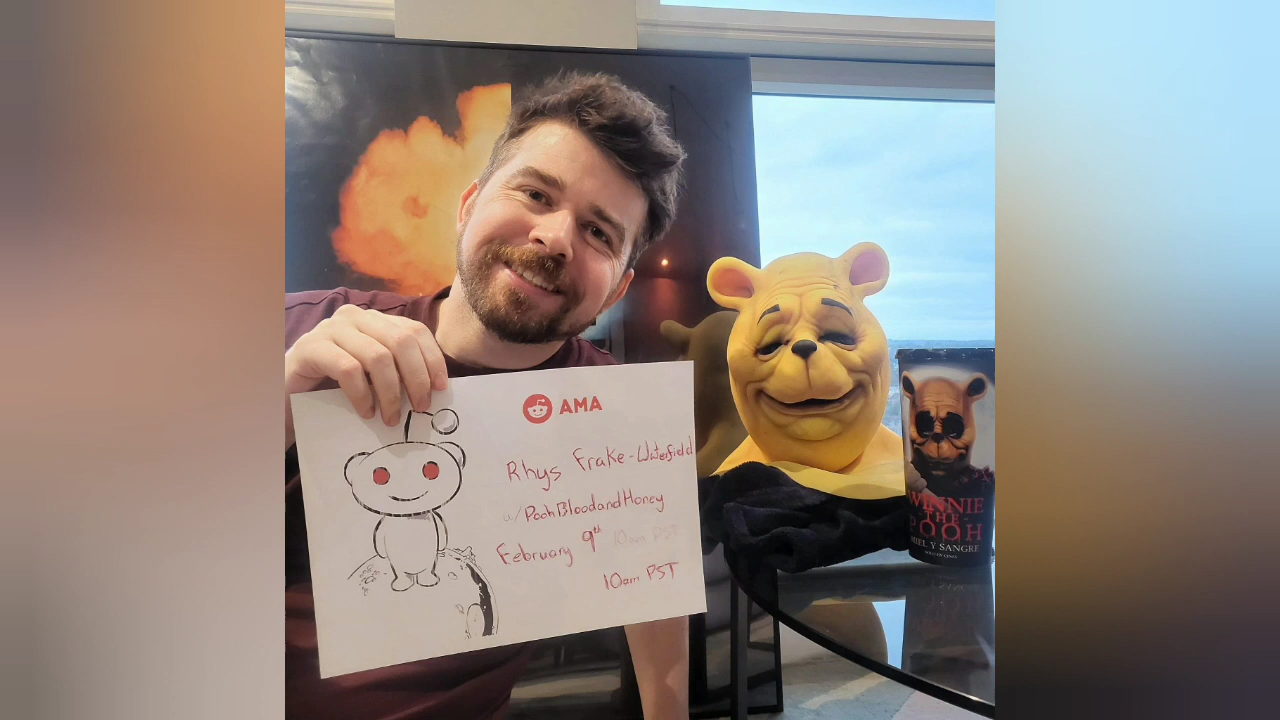 AMA
Rhys Frake-Waterfield
u/PoohBloodandHoney
February 9th 10am PST
10am PST
WINNIE
THE
POOH
MIEL Y SANGRE